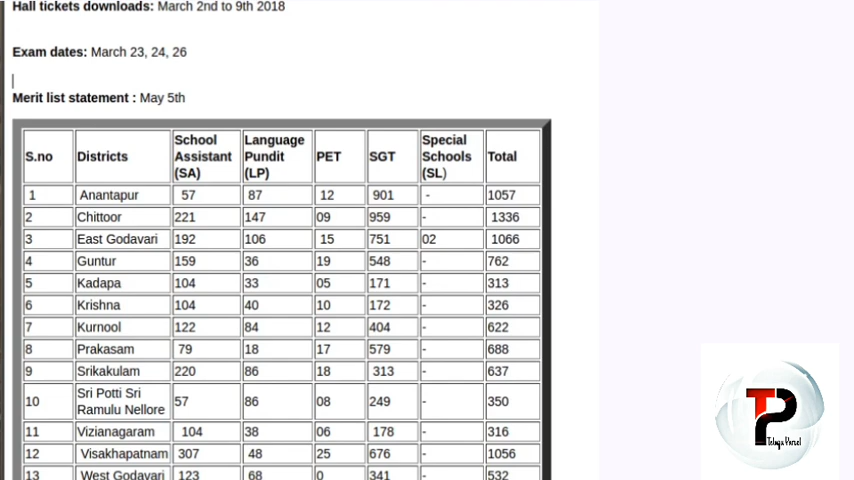 Hall tickets downloads: March 2nd to 9th 2018
Exam dates: March 23, 24, 26
Merit list statement : May 5th
S.no Districts School Assistant (SA) Language Pundit (LP) PET SGT Special Schools (SL) Total
1 Anantapur 57 87 12 901 - 1057
2 Chittoor 221 147 09 959 - 1336
3 East Godavari 192 106 15 751 02 1066
4 Guntur 159 36 19 548 - 762
5 Kadapa 104 33 05 171 - 313
6 Krishna 104 40 10 172 - 326
7 Kurnool 122 84 12 404 - 622
8 Prakasam 79 18 17 579 - 688
9 Srikakulam 220 86 18 313 - 637
10 Sri Potti Sri Ramulu Nellore 57 86 08 249 - 350
11 Vizianagaram 104 38 06 178 - 316
12 Visakhapatnam 307 48 25 676 - 1056
13 West Godavari 123 68 0 341 - 532
TP
Telugu Parcel